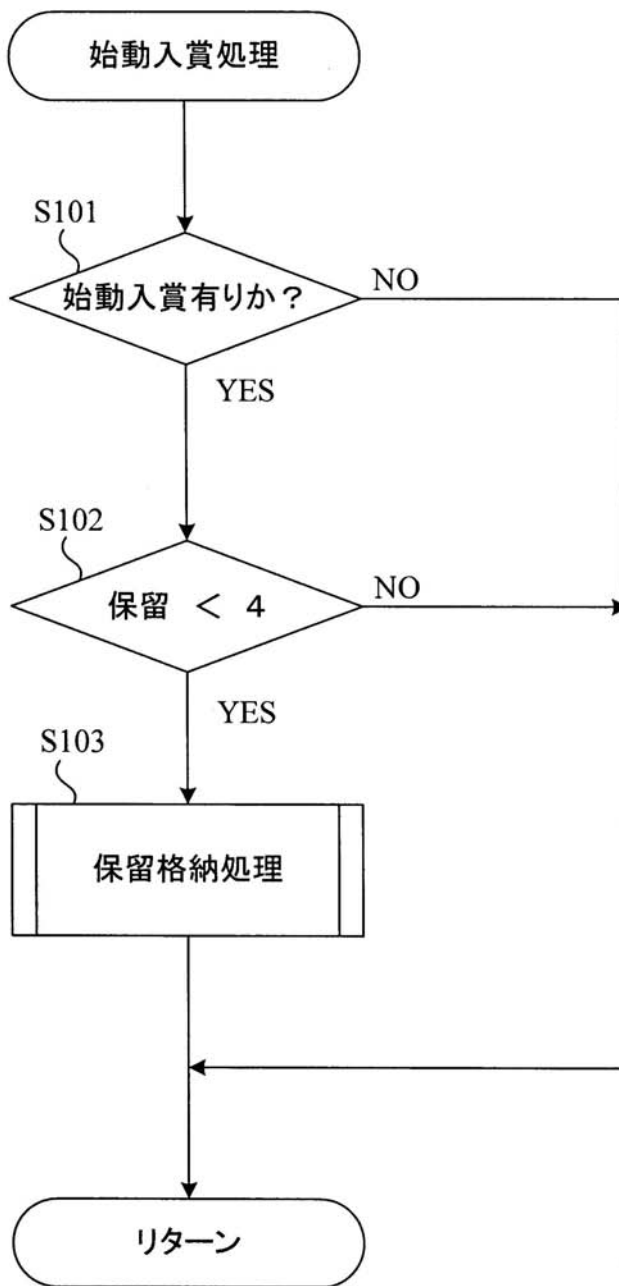 始動入賞処理
S101
始動入賞有りか？
NO
YES
S102
保留 ＜ ４
NO
YES
S103
保留格納処理
リターン